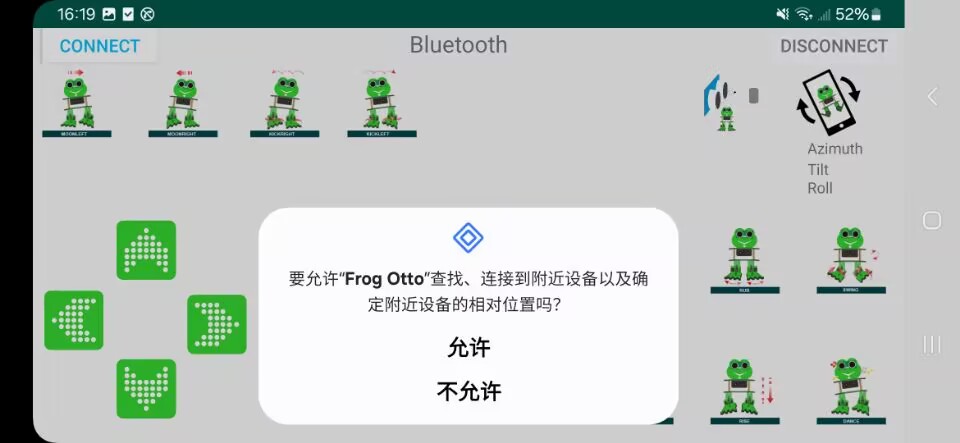 16:19
52%
CONNECT
Bluetooth
DISCONNECT
MOONLEFT
MOONRIGHT
KICKRIGHT
KICKLEFT
Azimuth
Tilt
Roll
要允许“Frog Otto”查找、连接到附近设备以及确
定附近设备的相对位置吗?
允许
不允许
SWING
RISE
DANCE